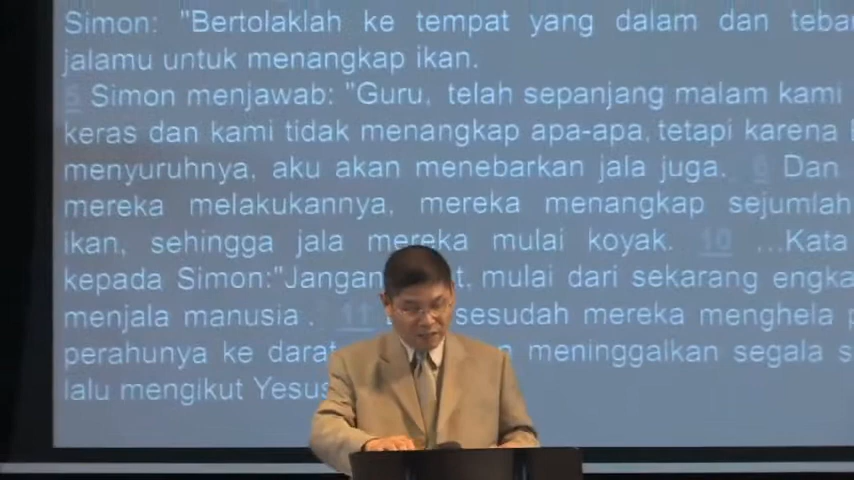 Simon: "Bertolaklah ke tempat yang dalam dan tebar
jalamu untuk menangkap ikan.
5 Simon menjawab: "Guru, telah sepanjang malam kami
keras dan kami tidak menangkap apa-apa, tetapi karena
menyuruhnya, aku akan menebarkan jala juga. 6 Dan
mereka melakukannya, mereka menangkap sejumlah
ikan, sehingga jala mereka mulai koyak. 10 ...Kata
kepada Simon:"Jangan t, mulai dari sekarang engka
menjala manusia. 11 Sesudah mereka menghela p
perahunya ke darat mereka meninggalkan segala s
lalu mengikut Yesus